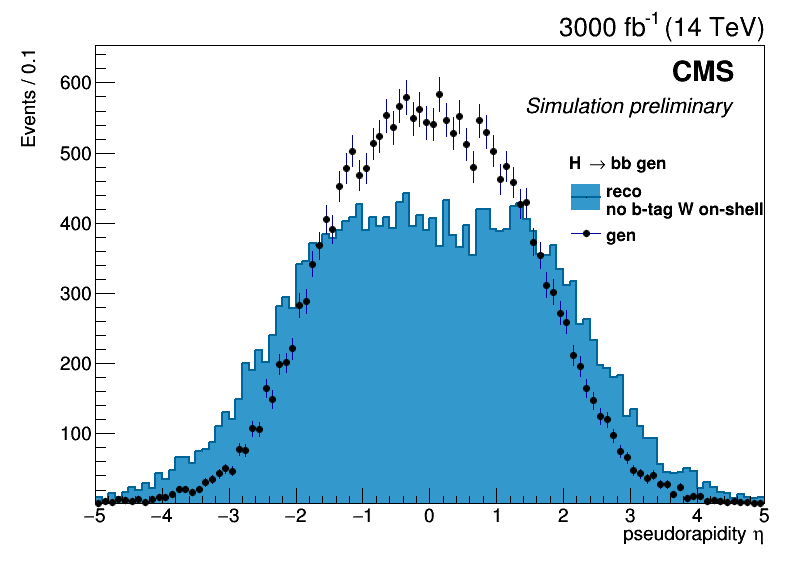 3000 fb⁻¹ (14 TeV)
Events / 0.1
CMS
Simulation preliminary
H → bb gen
reco
no b-tag W on-shell
gen
600
500
400
300
200
100
−5 −4 −3 −2 −1 0 1 2 3 4 5
pseudorapidity η